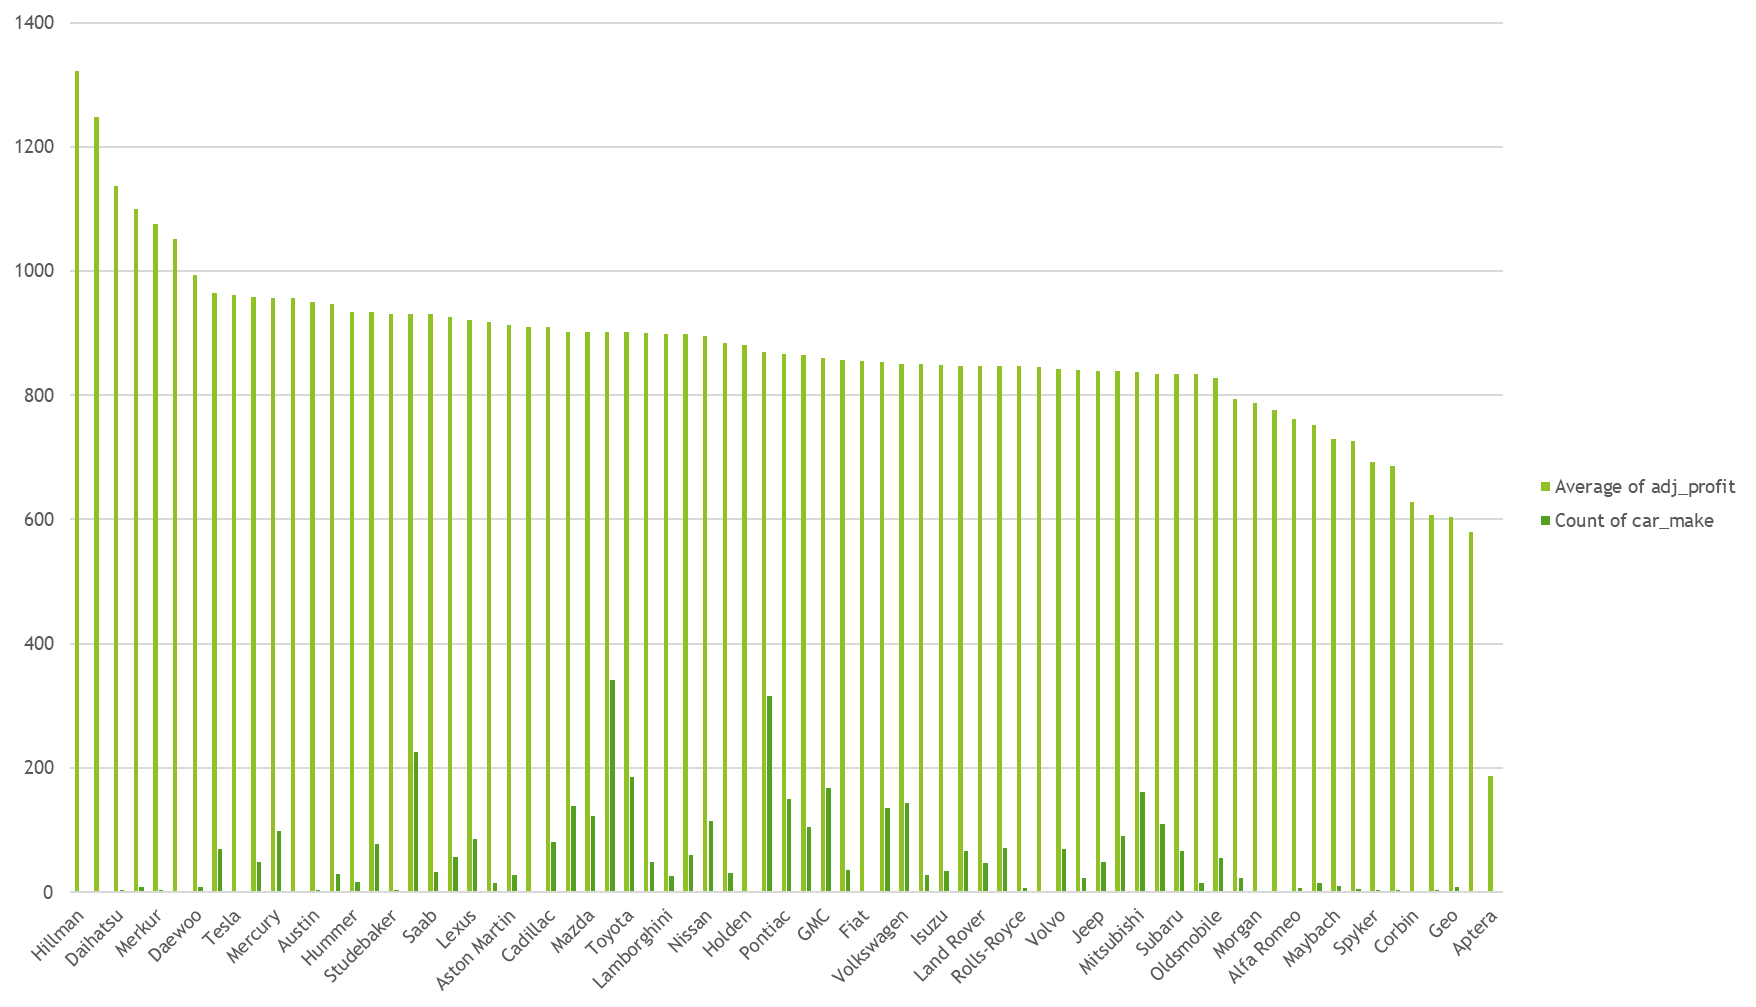 1400
1200
1000
800
600
400
200
0
Hillman
Daihatsu
Merkur
Daewoo
Tesla
Mercury
Austin
Hummer
Studebaker
Saab
Lexus
Aston Martin
Cadillac
Mazda
Toyota
Lamborghini
Nissan
Holden
Pontiac
GMC
Fiat
Volkswagen
Isuzu
Land Rover
Rolls-Royce
Volvo
Jeep
Mitsubishi
Subaru
Oldsmobile
Morgan
Alfa Romeo
Maybach
Spyker
Corbin
Geo
Aptera
Average of adj_profit
Count of car_make